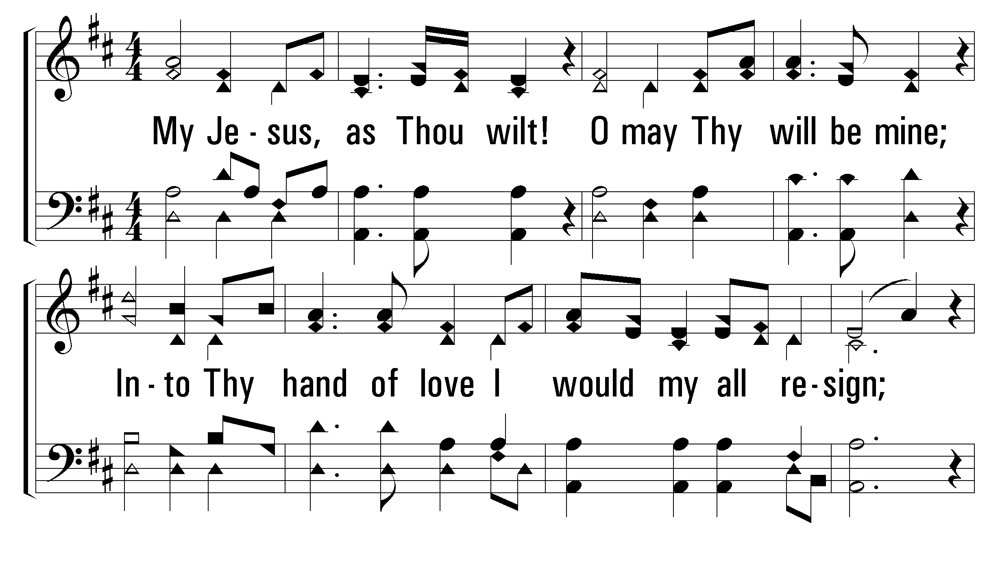 My Je - sus, as Thou wilt! O may Thy will be mine;
In - to Thy hand of love I would my all re - sign;